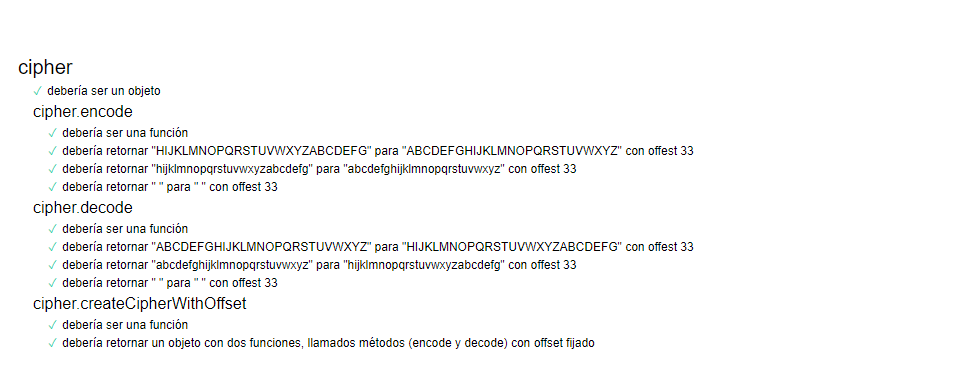 cipher
✓ debería ser un objeto
cipher.encode
✓ debería ser una función
✓ debería retornar "HIJKLMNOPQRSTUVWXYZABCDEFG" para "ABCDEFGHIJKLMNOPQRSTUVWXYZ" con offest 33
✓ debería retornar "hijklmnopqrstuvwxyzabcdefg" para "abcdefghijklmnopqrstuvwxyz" con offest 33
✓ debería retornar " " para " " con offest 33
cipher.decode
✓ debería ser una función
✓ debería retornar "ABCDEFGHIJKLMNOPQRSTUVWXYZ" para "HIJKLMNOPQRSTUVWXYZABCDEFG" con offest 33
✓ debería retornar "abcdefghijklmnopqrstuvwxyz" para "hijklmnopqrstuvwxyzabcdefg" con offest 33
✓ debería retornar " " para " " con offest 33
cipher.createCipherWithOffset
✓ debería ser una función
✓ debería retornar un objeto con dos funciones, llamados métodos (encode y decode) con offset fijado